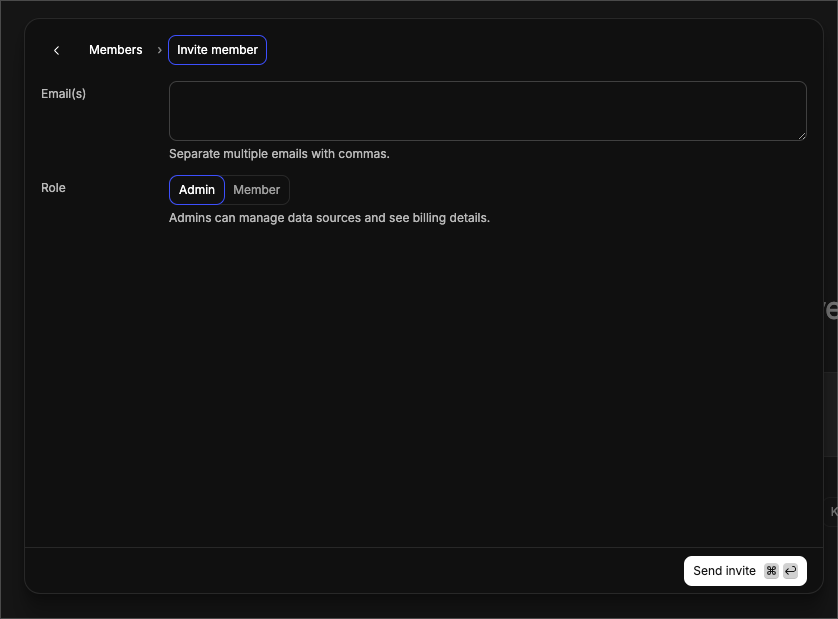 Members › Invite member
Email(s)
Separate multiple emails with commas.
Role
Admin Member
Admins can manage data sources and see billing details.
Send invite ⌘ ↩